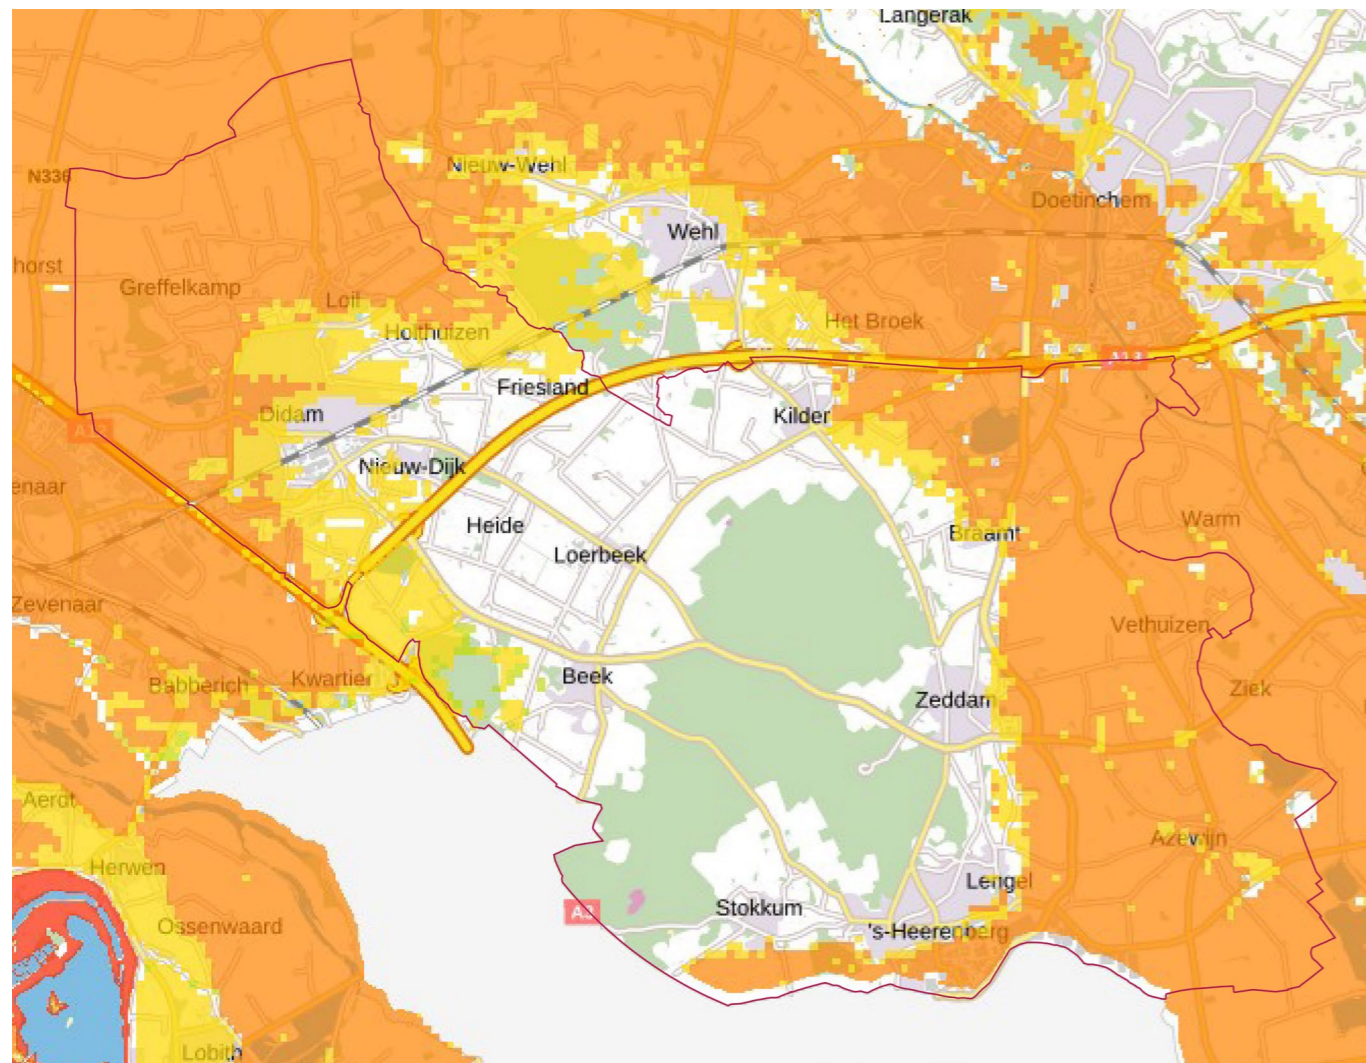 Langerak
Nieuw-Wehl
N336
Doetinchem
Wehl
horst
Greffelkamp
Loil
Het Broek
Holthuizen
Friesland
Didam
Kilder
Nieuw-Dijk
enaar
Heide
Warm
Braamt
Loerbeek
Zevenaar
Vethuizen
Kwartier
Babberich
Beek
Ziek
Zeddam
Aerdt
Azewijn
Herwen
Lengel
Stokkum
A3
Ossenwaard
's-Heerenberg
Lobith